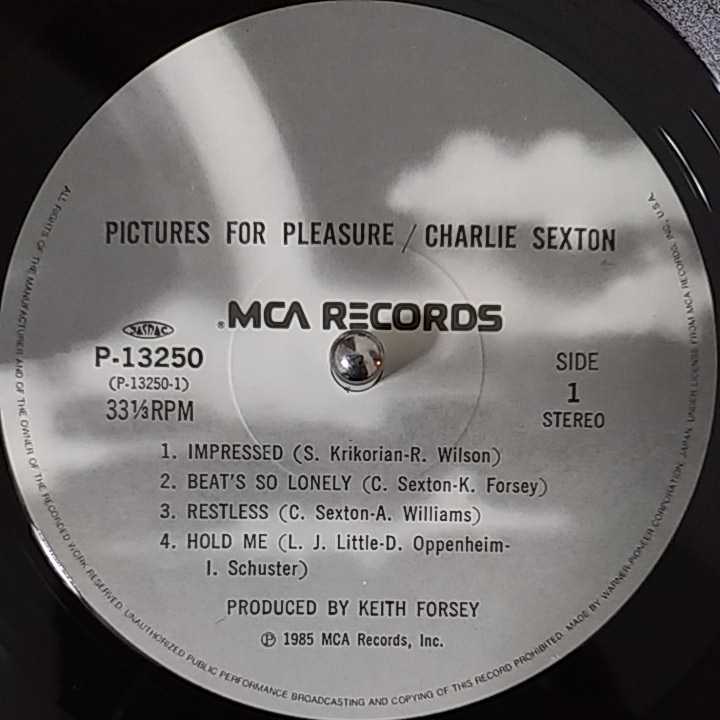 PICTURES FOR PLEASURE / CHARLIE SEXTON
® MCA RECORDS
JASRAC
P-13250
(P-13250-1)
33⅓RPM
SIDE
1
STEREO
1. IMPRESSED (S. Krikorian-R. Wilson)
2. BEAT'S SO LONELY (C. Sexton-K. Forsey)
3. RESTLESS (C. Sexton-A. Williams)
4. HOLD ME (L. J. Little-D. Oppenheim-
I. Schuster)
PRODUCED BY KEITH FORSEY
℗ 1985 MCA Records, Inc.
ALL RIGHTS OF THE MANUFACTURER AND OF THE OWNER OF THE RECORDED WORK RESERVED. UNAUTHORIZED PUBLIC PERFORMANCE BROADCASTING AND COPYING OF THIS RECORD PROHIBITED. MADE BY WARNER-PIONEER CORPORATION, JAPAN. UNDER LICENSE FROM MCA RECORDS, INC., U.S.A.